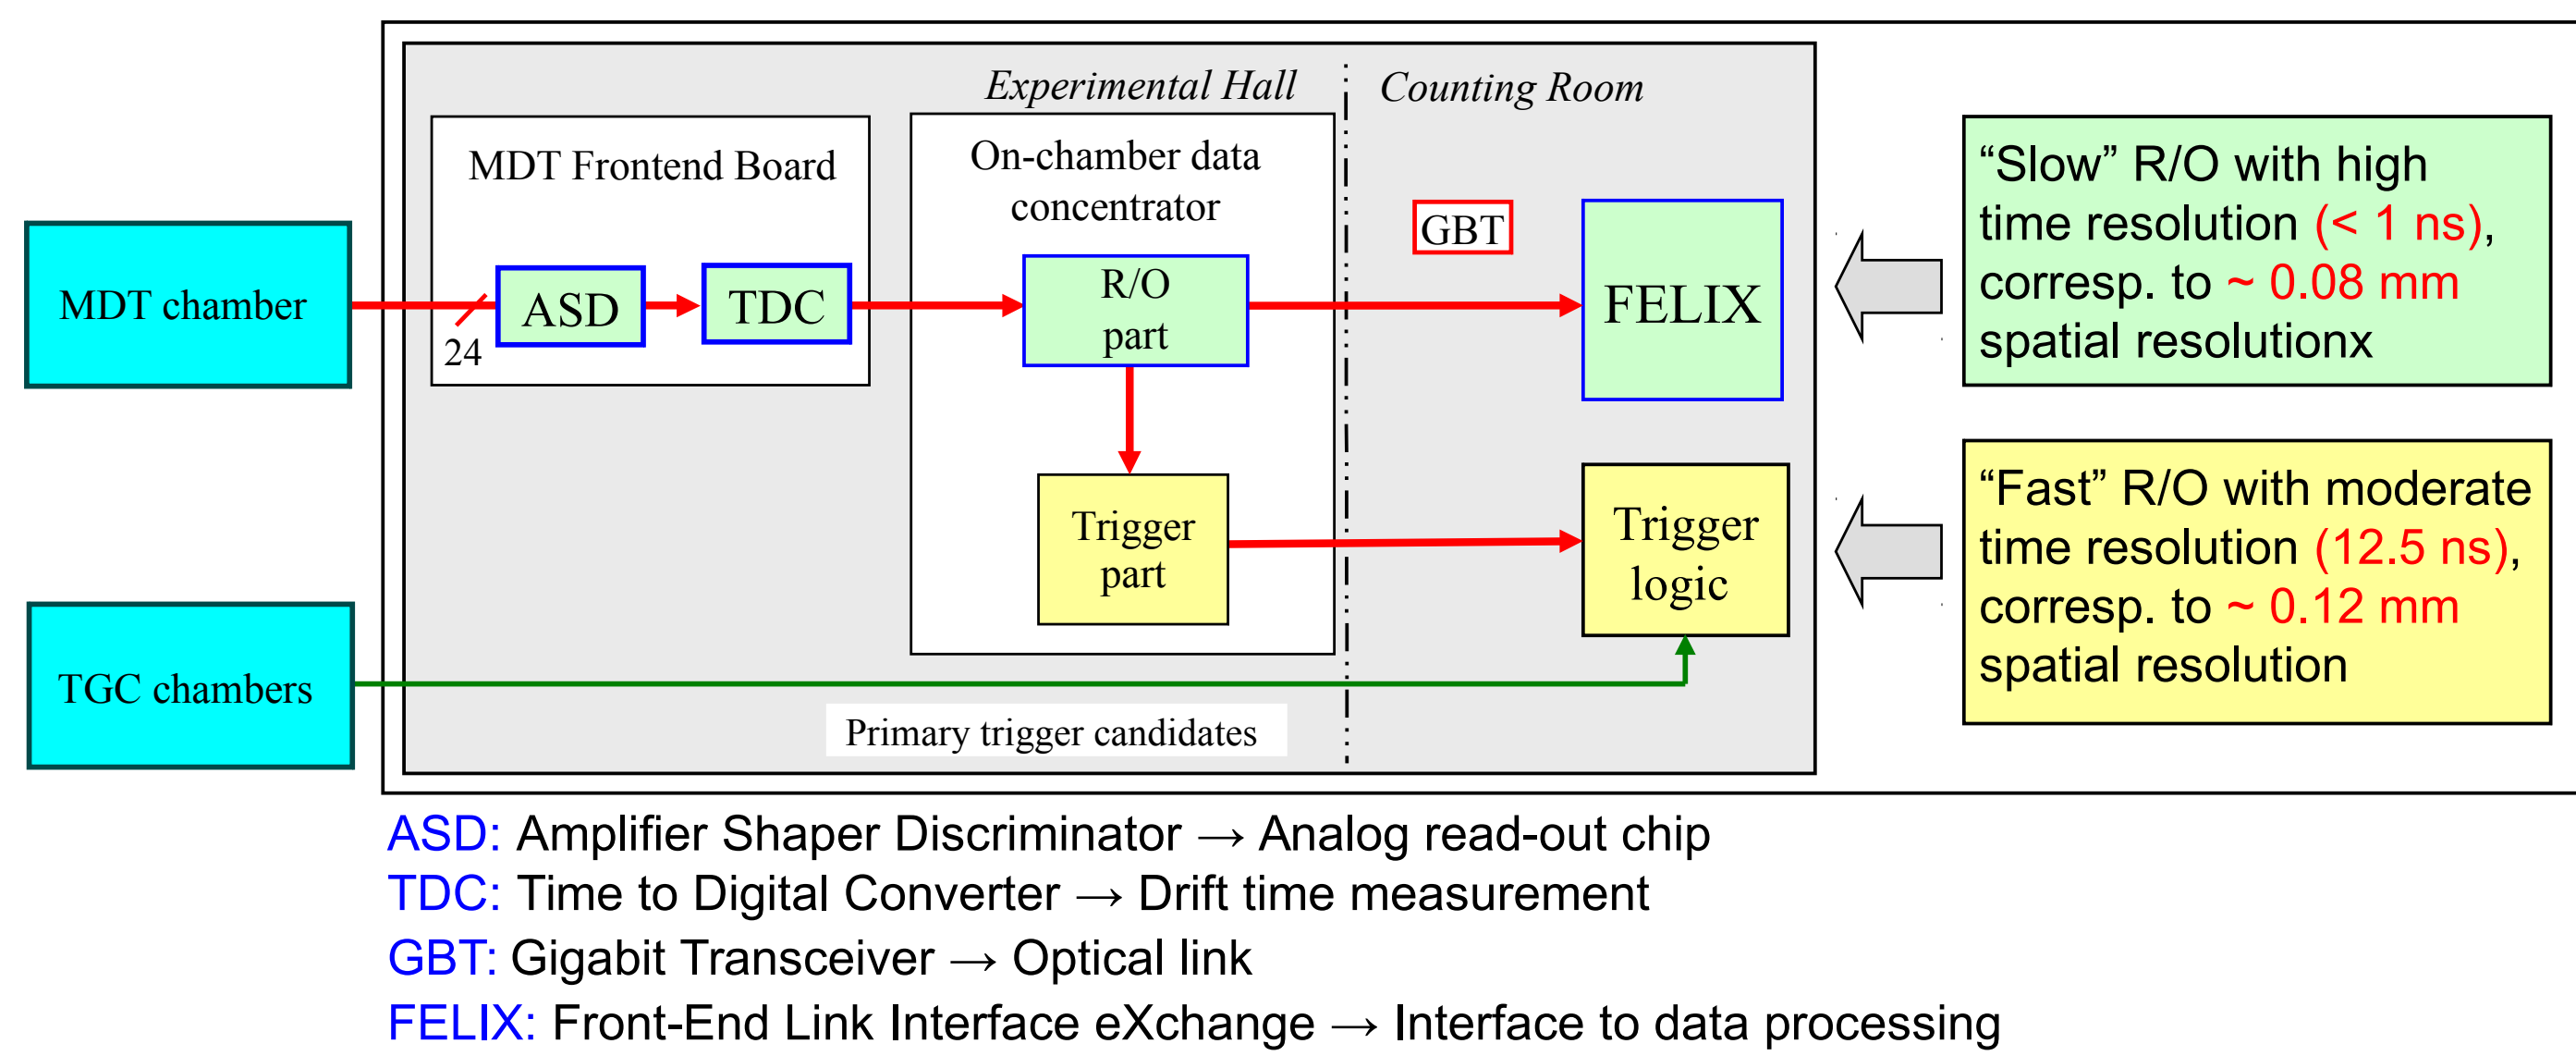 Experimental Hall
Counting Room
MDT Frontend Board
On-chamber data
concentrator
MDT chamber
24
ASD
TDC
R/O
part
GBT
FELIX
Trigger
part
Trigger
logic
TGC chambers
Primary trigger candidates
“Slow” R/O with high
time resolution (< 1 ns),
corresp. to ~ 0.08 mm
spatial resolutionx
“Fast” R/O with moderate
time resolution (12.5 ns),
corresp. to ~ 0.12 mm
spatial resolution
ASD: Amplifier Shaper Discriminator → Analog read-out chip
TDC: Time to Digital Converter → Drift time measurement
GBT: Gigabit Transceiver → Optical link
FELIX: Front-End Link Interface eXchange → Interface to data processing